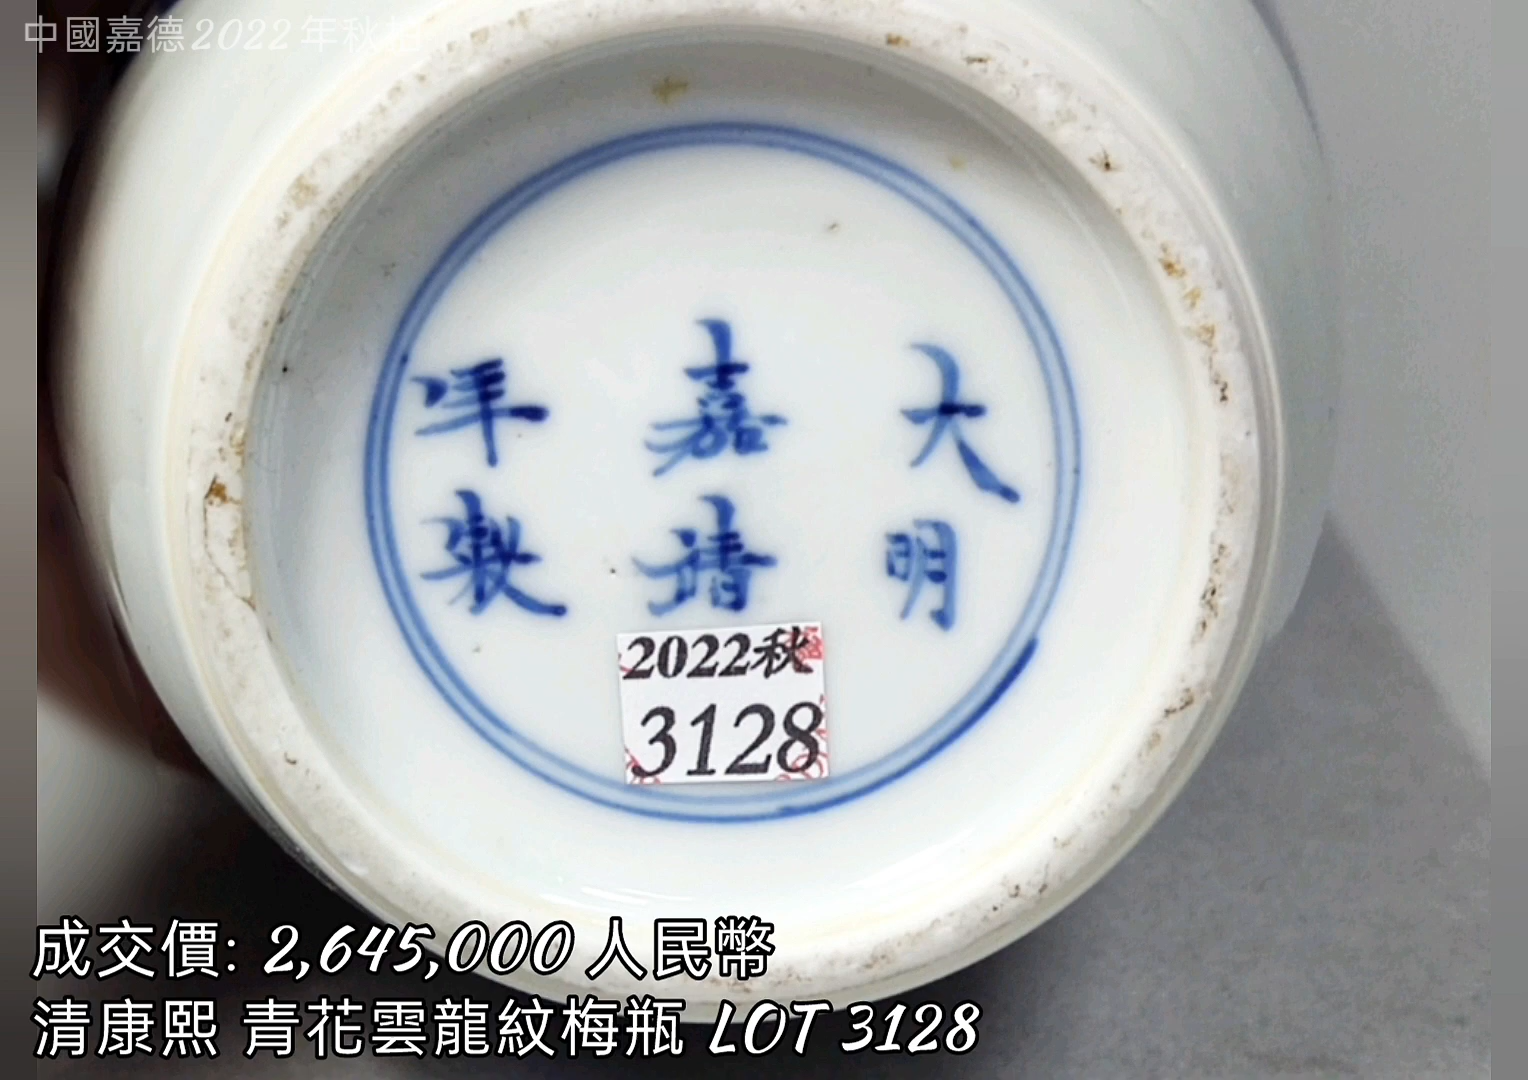 中國嘉德2022年秋拍
大明
嘉靖
年製
2022秋
3128
成交價: 2,645,000 人民幣
清康熙 青花雲龍紋梅瓶 LOT 3128